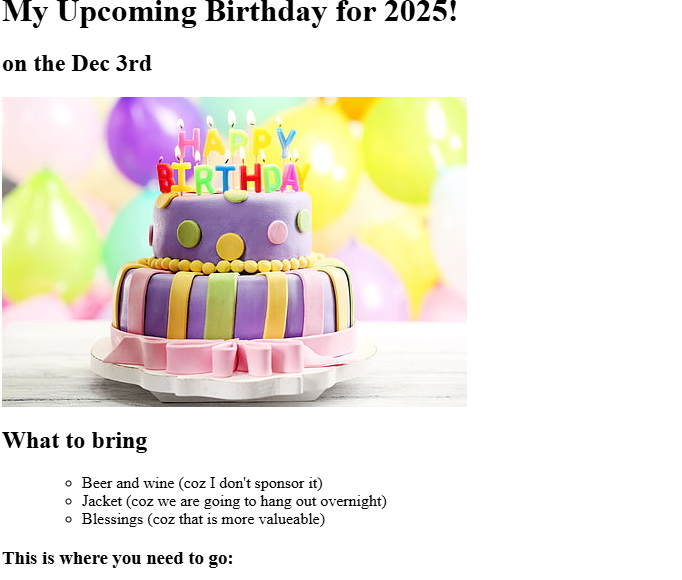 My Upcoming Birthday for 2025!
on the Dec 3rd
HAPPY
BIRTHDAY
What to bring
Beer and wine (coz I don't sponsor it)
Jacket (coz we are going to hang out overnight)
Blessings (coz that is more valueable)
This is where you need to go: